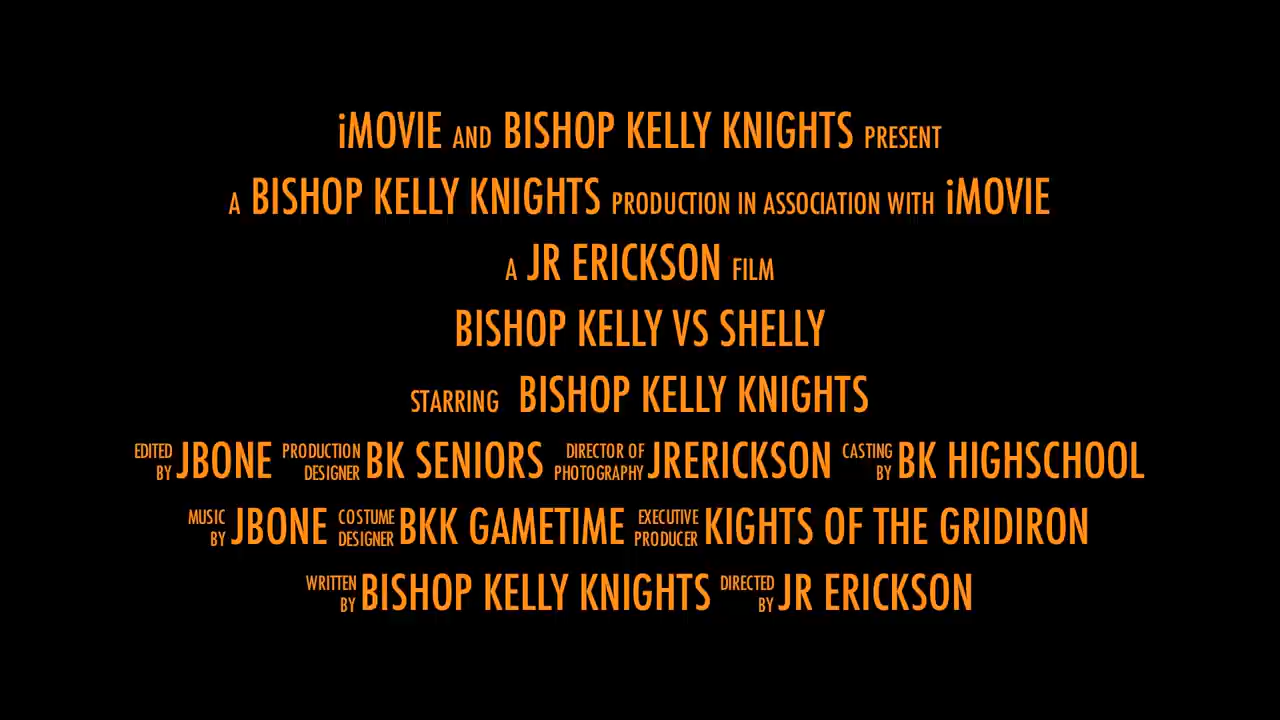 iMOVIE AND BISHOP KELLY KNIGHTS PRESENT
A BISHOP KELLY KNIGHTS PRODUCTION IN ASSOCIATION WITH iMOVIE
A JR ERICKSON FILM
BISHOP KELLY VS SHELLY
STARRING BISHOP KELLY KNIGHTS
EDITED BY JBONE PRODUCTION DESIGNER BK SENIORS DIRECTOR OF PHOTOGRAPHY JRERICKSON CASTING BY BK HIGHSCHOOL
MUSIC BY JBONE COSTUME DESIGNER BKK GAMETIME EXECUTIVE PRODUCER KIGHTS OF THE GRIDIRON
WRITTEN BY BISHOP KELLY KNIGHTS DIRECTED BY JR ERICKSON